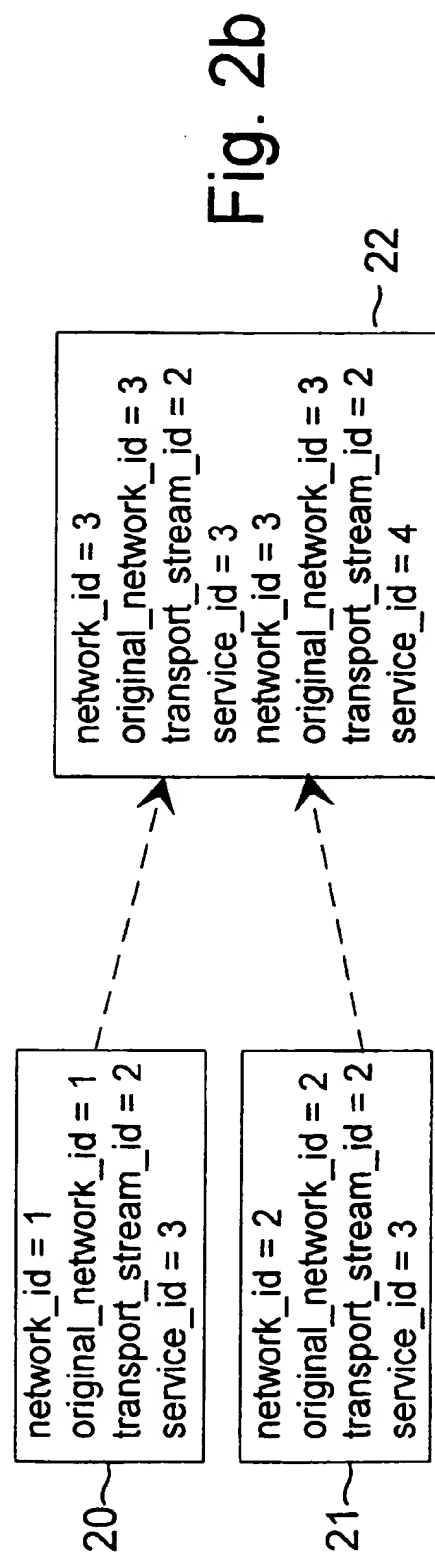 20
network_id = 1
original_network_id = 1
transport_stream_id = 2
service_id = 3
21
network_id = 2
original_network_id = 2
transport_stream_id = 2
service_id = 3
network_id = 3
original_network_id = 3
transport_stream_id = 2
service_id = 3
network_id = 3
original_network_id = 3
transport_stream_id = 2
service_id = 4
22
Fig. 2b